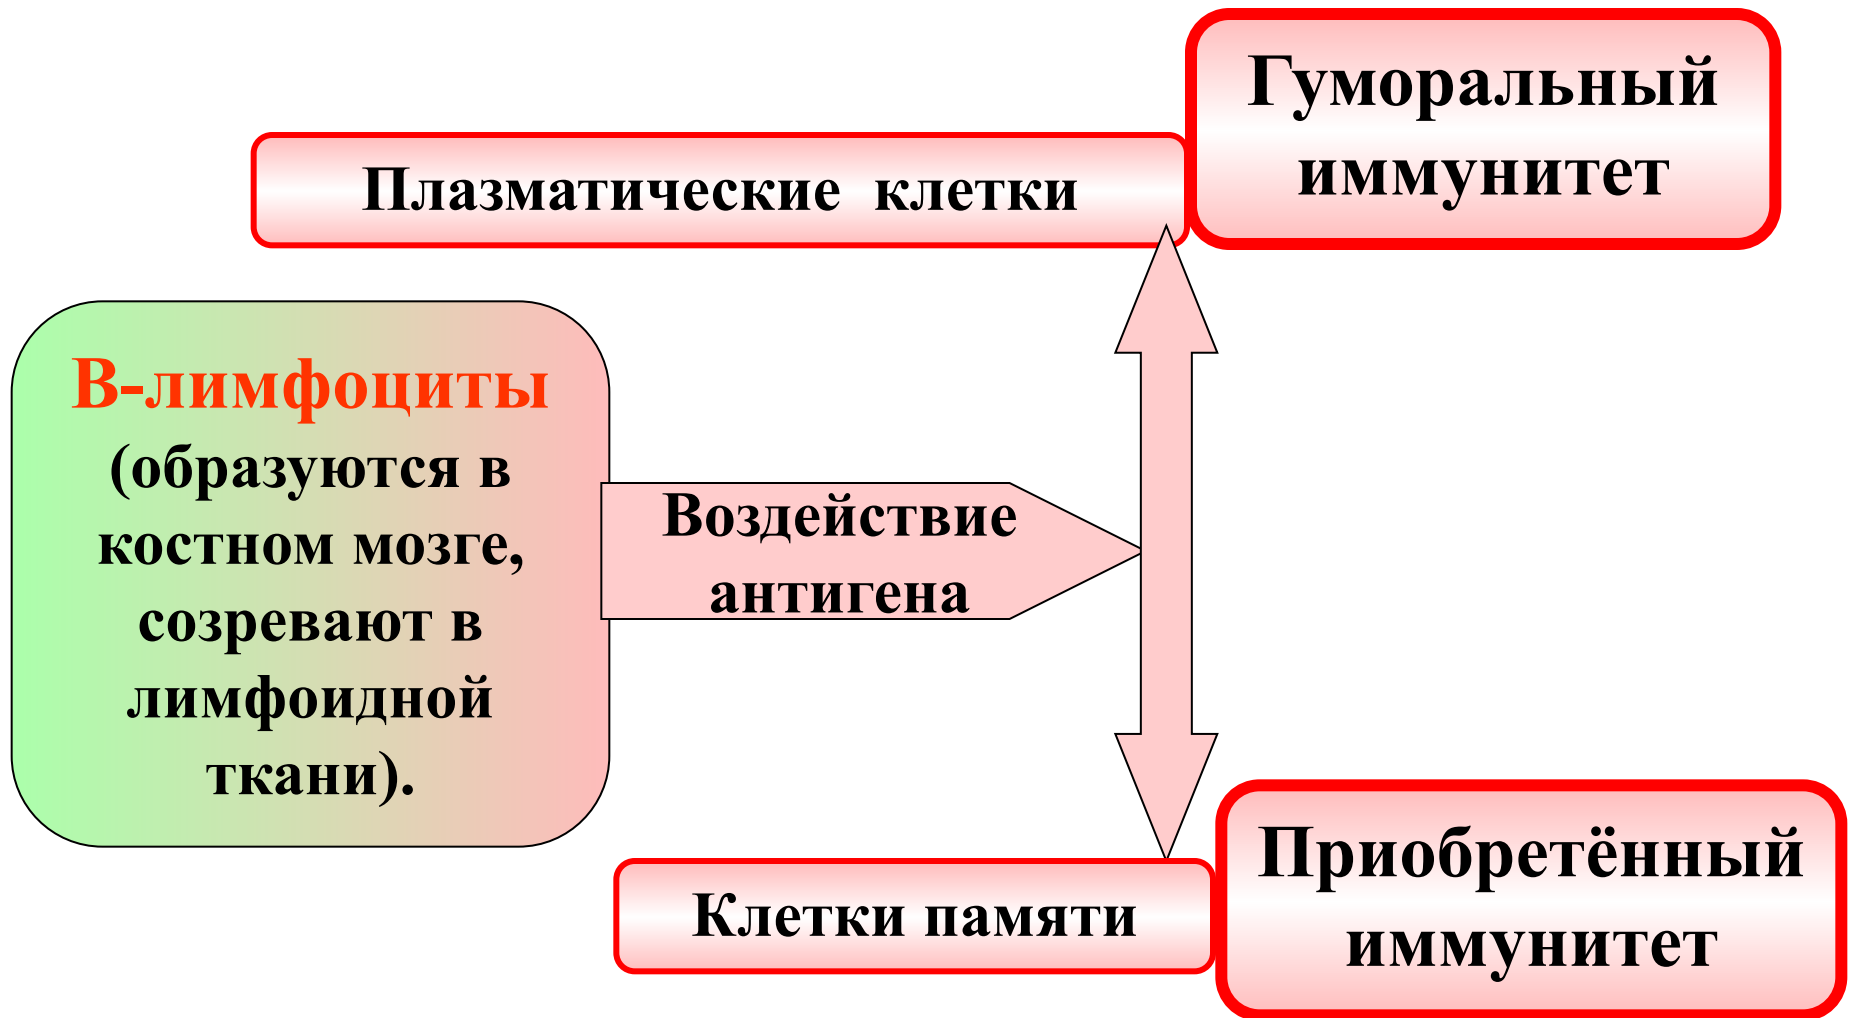 Гуморальный
иммунитет
Плазматические клетки
В-лимфоциты
(образуются в
костном мозге,
созревают в
лимфоидной
ткани).
Воздействие
антигена
Приобретённый
иммунитет
Клетки памяти